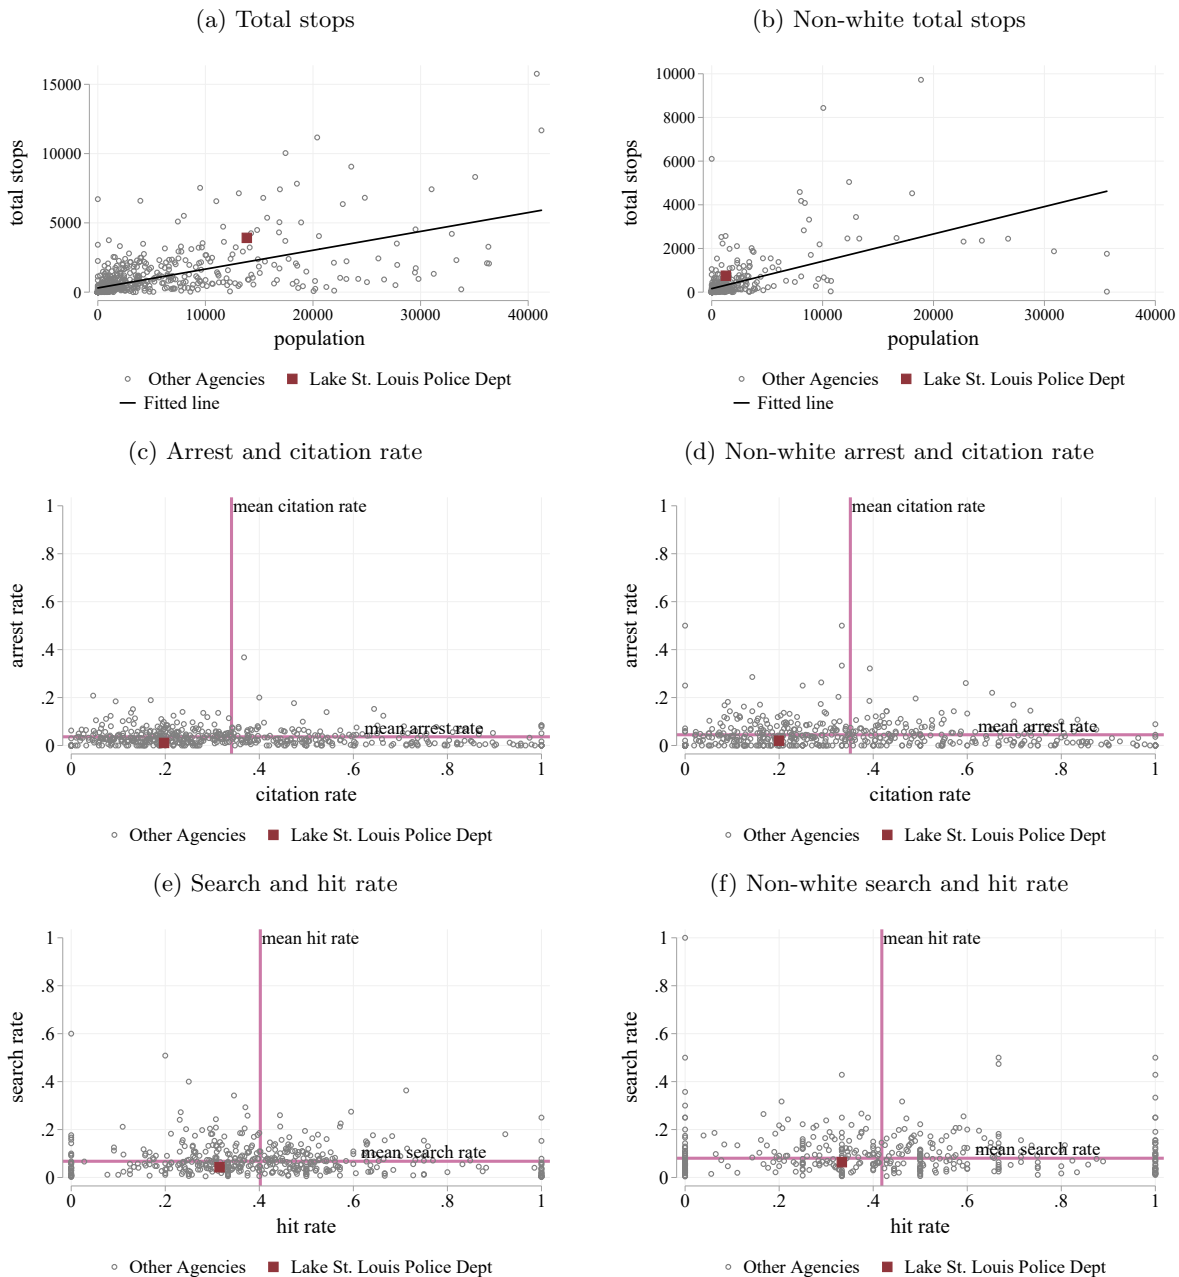 (a) Total stops
(b) Non-white total stops
total stops
15000
10000
5000
0
0 10000 20000 30000 40000
population
Other Agencies Lake St. Louis Police Dept
Fitted line
total stops
10000
8000
6000
4000
2000
0
0 10000 20000 30000 40000
population
Other Agencies Lake St. Louis Police Dept
Fitted line
(c) Arrest and citation rate
(d) Non-white arrest and citation rate
arrest rate
1
.8
.6
.4
.2
0
mean citation rate
mean arrest rate
0 .2 .4 .6 .8 1
citation rate
Other Agencies Lake St. Louis Police Dept
arrest rate
1
.8
.6
.4
.2
0
mean citation rate
mean arrest rate
0 .2 .4 .6 .8 1
citation rate
Other Agencies Lake St. Louis Police Dept
(e) Search and hit rate
(f) Non-white search and hit rate
search rate
1
.8
.6
.4
.2
0
mean hit rate
mean search rate
0 .2 .4 .6 .8 1
hit rate
Other Agencies Lake St. Louis Police Dept
search rate
1
.8
.6
.4
.2
0
mean hit rate
mean search rate
0 .2 .4 .6 .8 1
hit rate
Other Agencies Lake St. Louis Police Dept